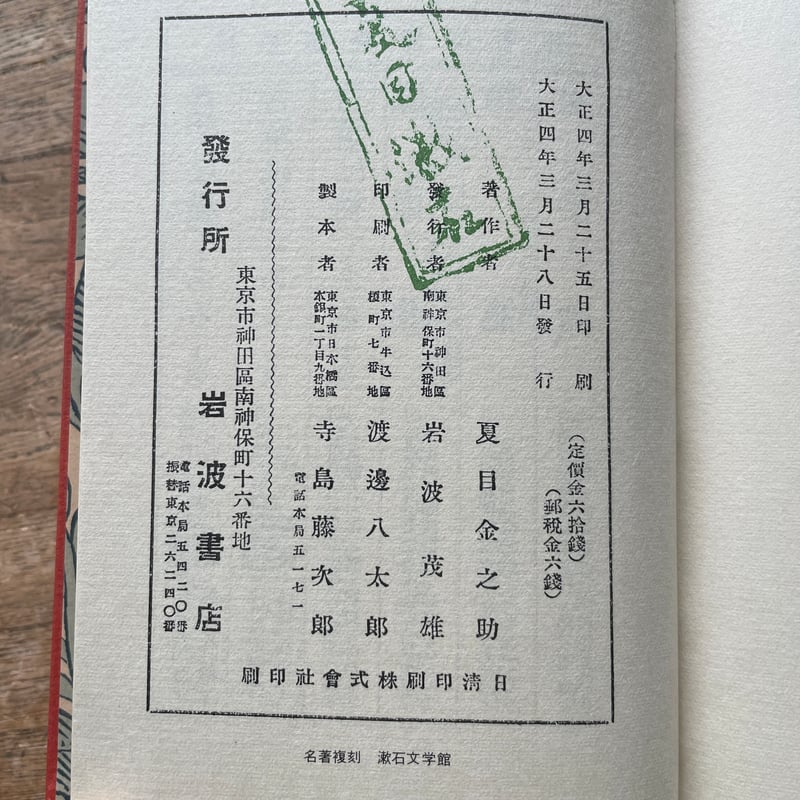 大正四年三月二十五日印刷
大正四年三月二十八日發行
(定價金六拾錢)
(郵税金六錢)
著作者 夏目金之助
發行者 東京市神田區南神保町十六番地 岩波茂雄
印刷者 東京市牛込區榎町七番地 渡邊八太郎
製本者 東京市日本橋區本銀町一丁目九番地 寺島藤次郎
電話本局五一七一
發行所 東京市神田區南神保町十六番地
岩波書店
電話本局五四二〇番
振替東京二六二四〇番
日清印刷株式會社印刷
夏目漱石
名著複刻 漱石文学館